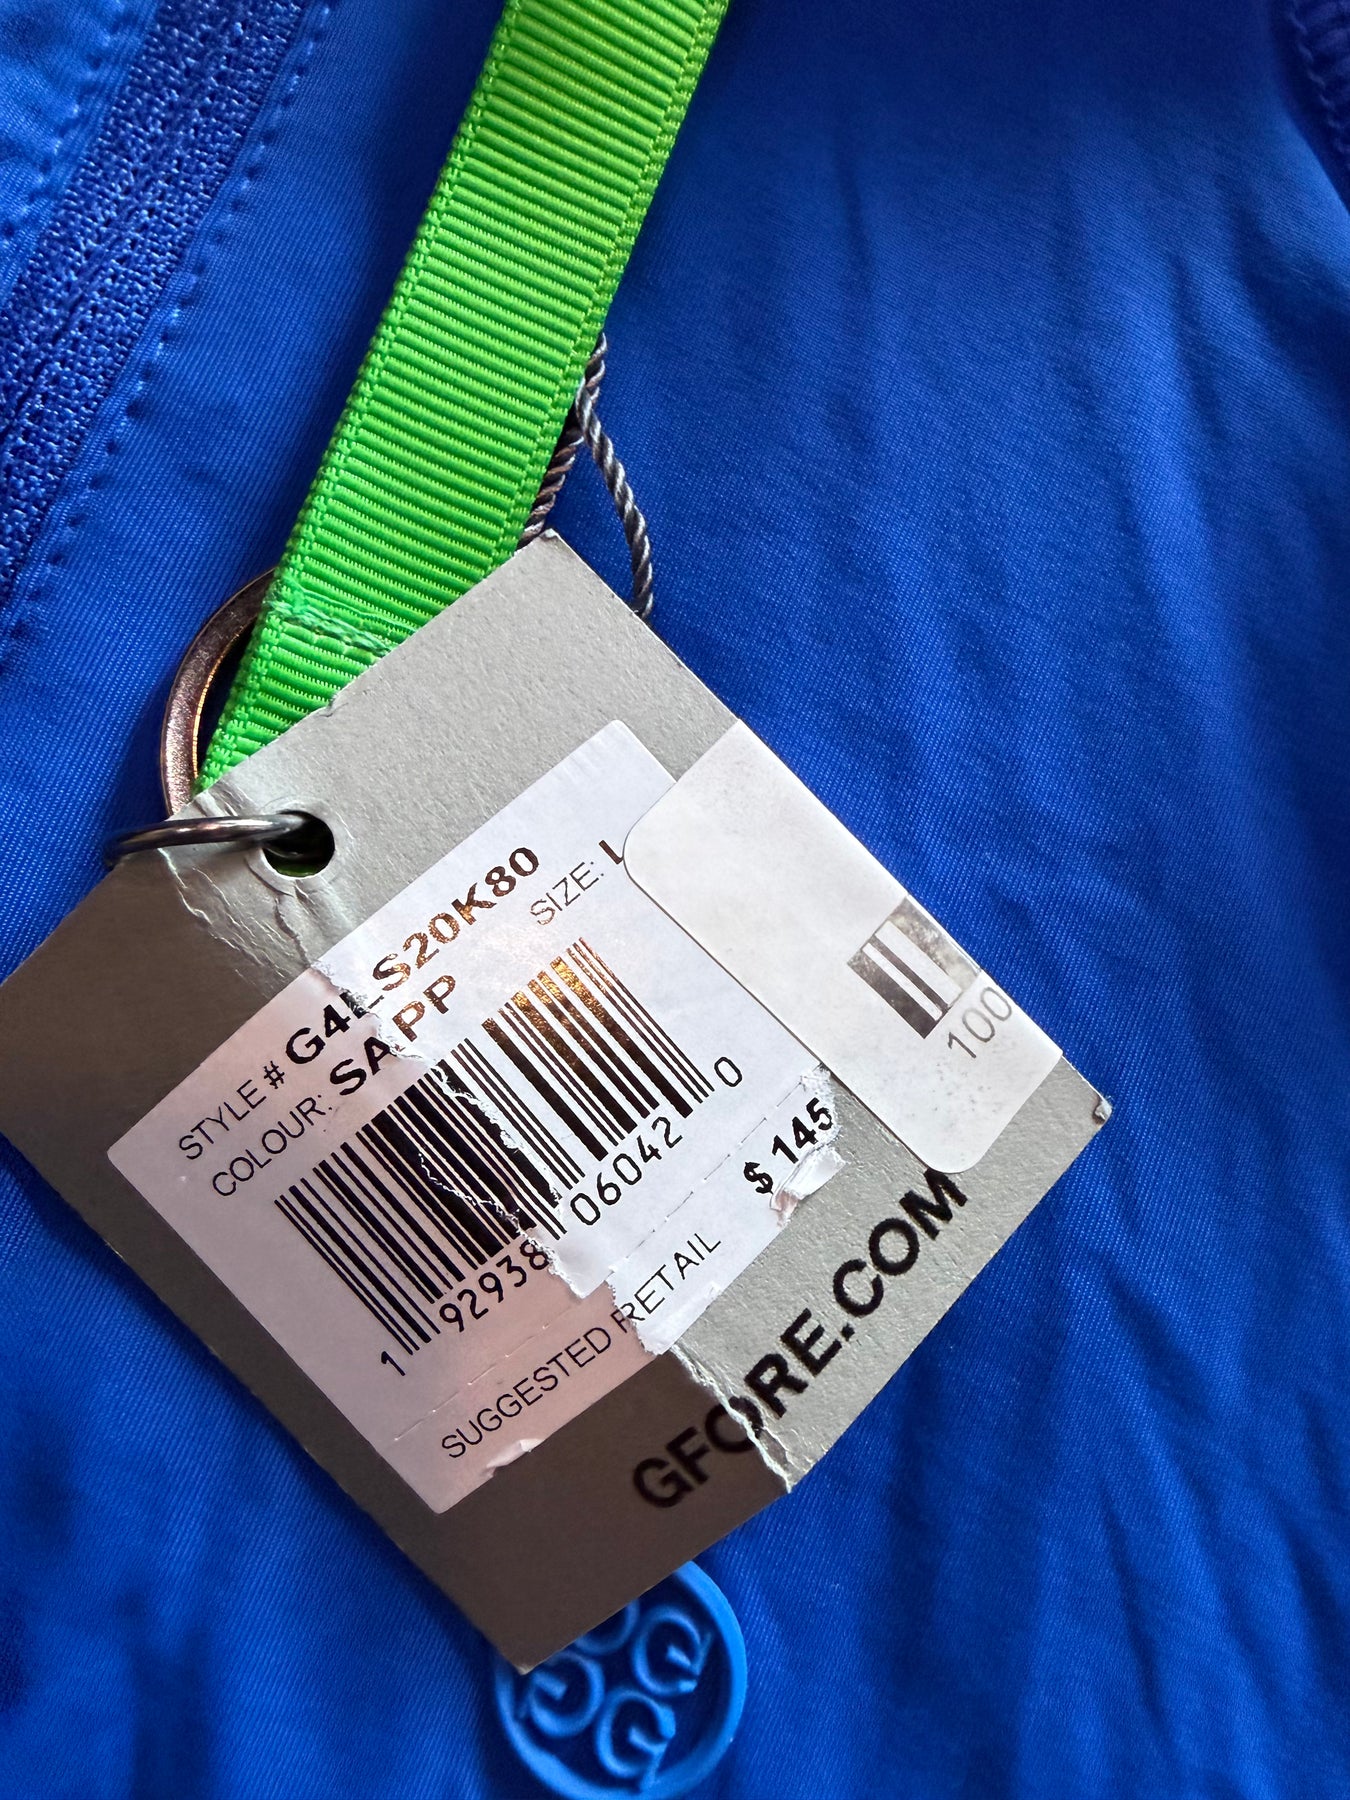 STYLE # G4LS20K80
COLOUR: SAPP SIZE: L
1 92938 06042 0
SUGGESTED RETAIL $ 145
100
GFORE.COM